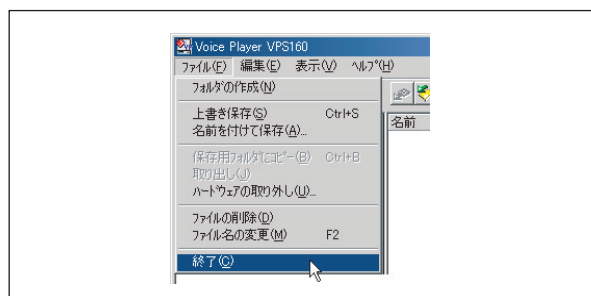 Voice Player VPS160
ファイル(F) 編集(E) 表示(V) ヘルプ(H)
フォルダの作成(N)
上書き保存(S) Ctrl+S
名前を付けて保存(A)...
名前
保存用フォルダにコピー(B) Ctrl+B
取り出し(J)
ハードウェアの取り外し(U)...
ファイルの削除(D)
ファイル名の変更(M) F2
終了(C)